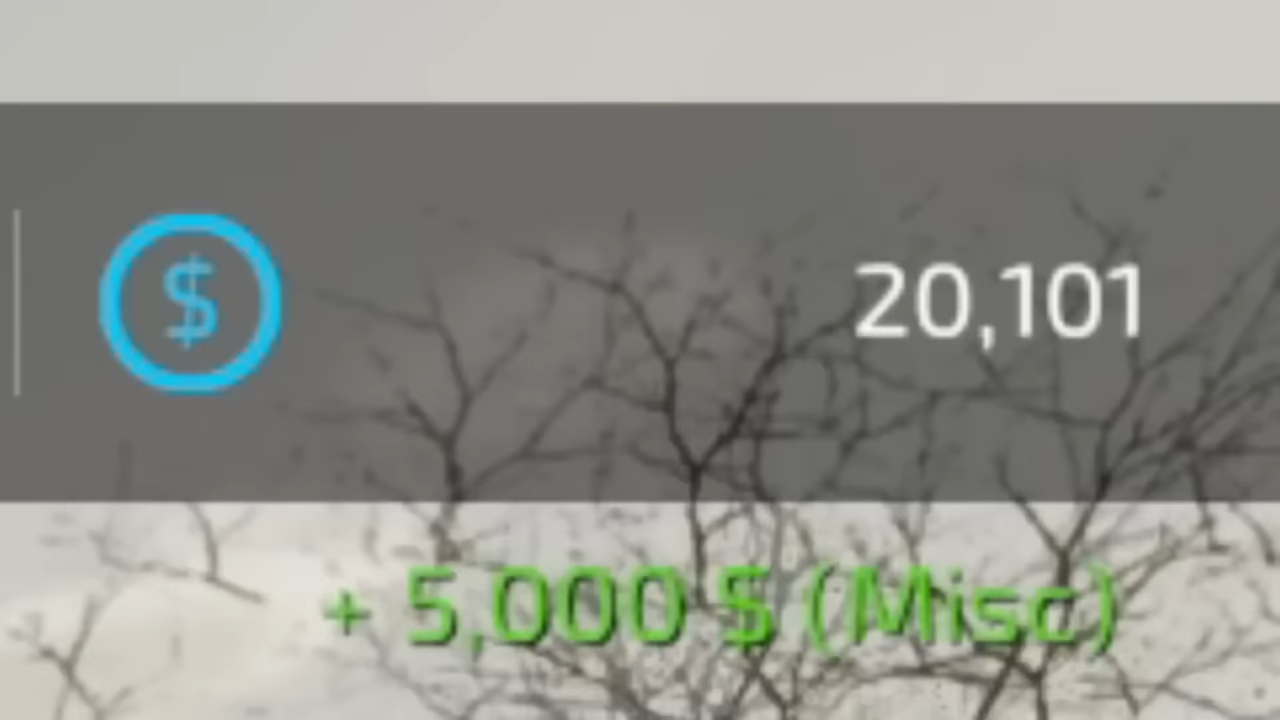 $ 20,101
+ 5,000 $ (Misc)